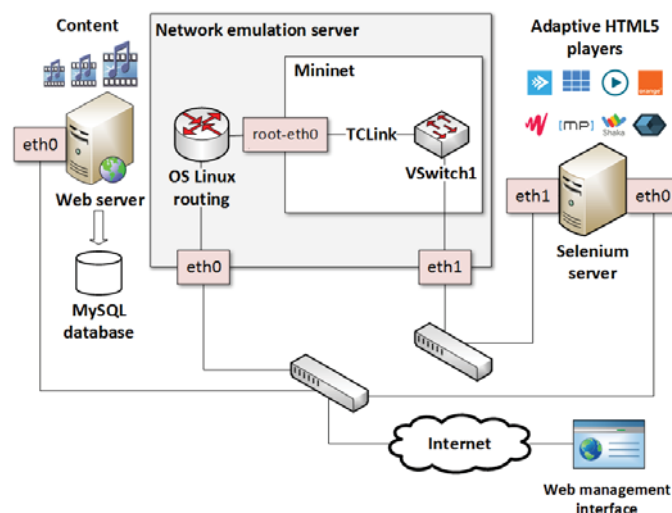 Content
Network emulation server
Adaptive HTML5
players
Mininet
orange
[MP]
Shaka
eth0
root-eth0
TCLink
VSwitch1
OS Linux
routing
Web server
eth1
eth0
Selenium
server
eth0
eth1
MySQL
database
Internet
Web management
interface